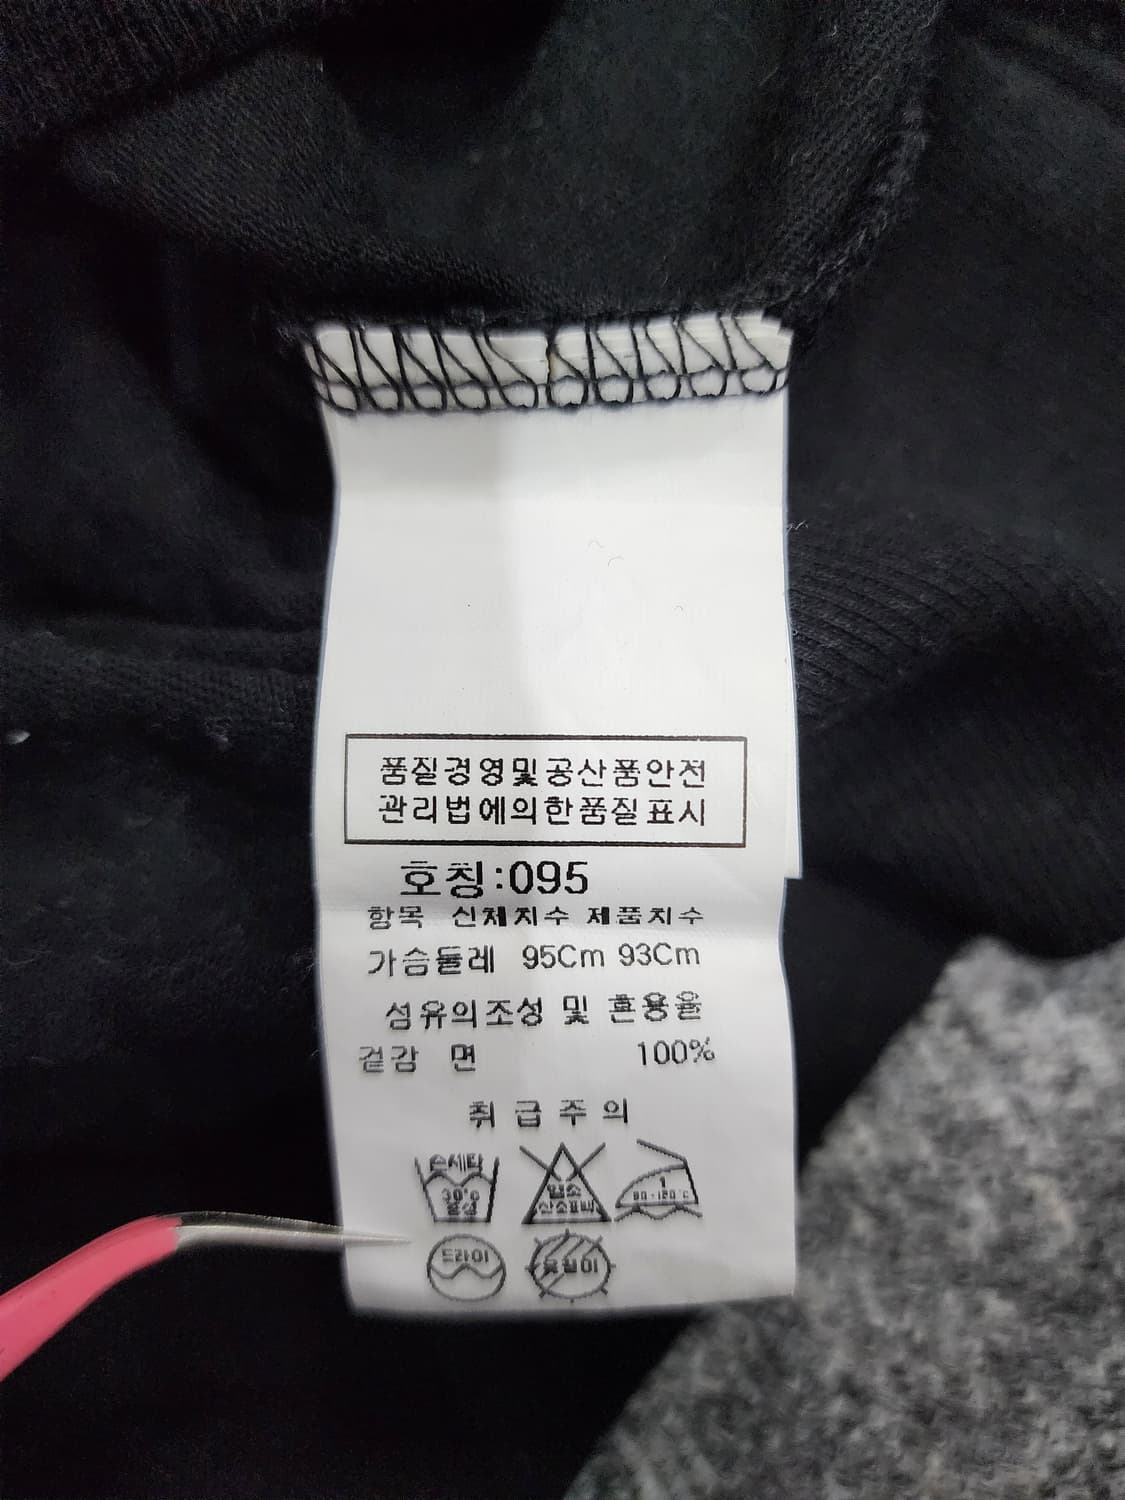 품질경영및공산품안전
관리법에의한품질표시
호칭:095
항목 신체치수 제품치수
가슴둘레 95Cm 93Cm
섬유의조성 및 혼용율
겉감 면 100%
취급주의
손세탁 염소 1
30°C 산소표백 80-120°C
중성
드라이 옷걸이